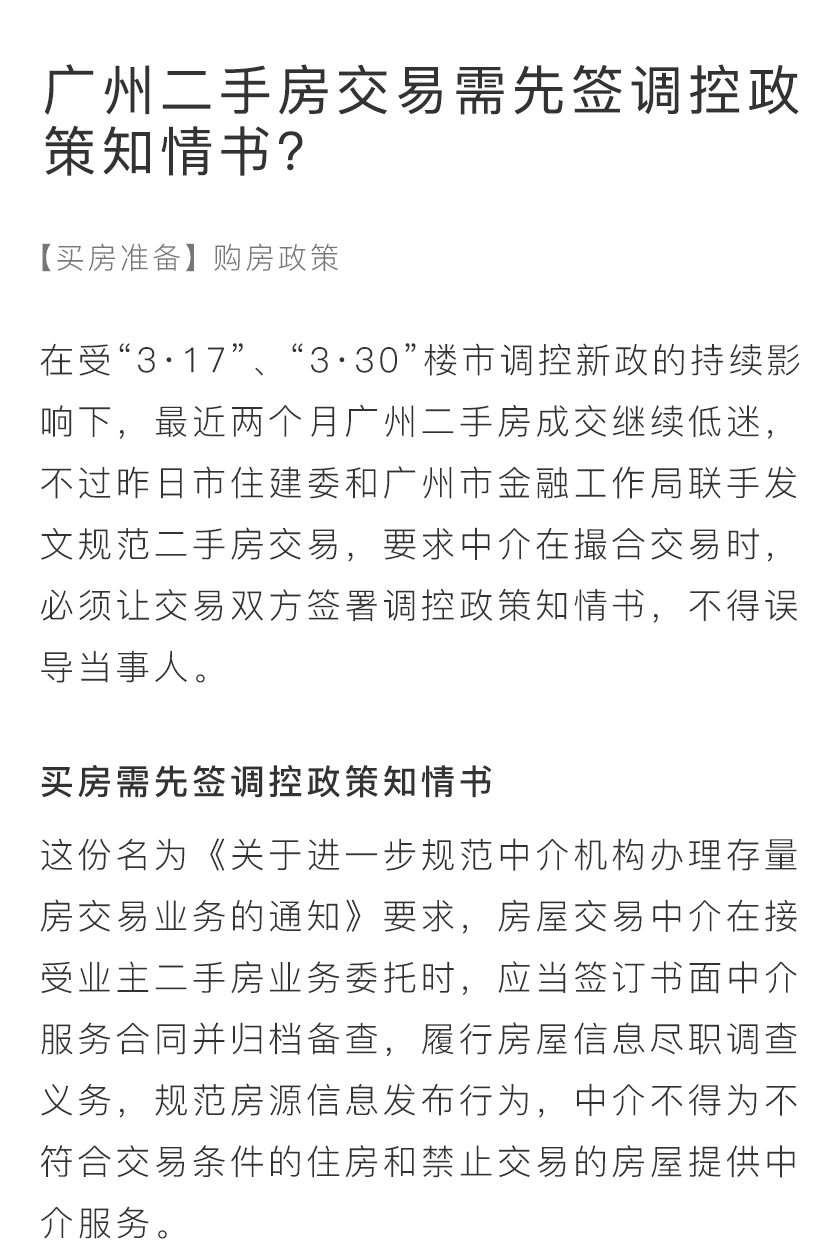 广州二手房交易需先签调控政
策知情书?
【买房准备】购房政策
在受“3·17”、“3·30”楼市调控新政的持续影
响下，最近两个月广州二手房成交继续低迷，
不过昨日市住建委和广州市金融工作局联手发
文规范二手房交易，要求中介在撮合交易时，
必须让交易双方签署调控政策知情书，不得误
导当事人。
买房需先签调控政策知情书
这份名为《关于进一步规范中介机构办理存量
房交易业务的通知》要求，房屋交易中介在接
受业主二手房业务委托时，应当签订书面中介
服务合同并归档备查，履行房屋信息尽职调查
义务，规范房源信息发布行为，中介不得为不
符合交易条件的住房和禁止交易的房屋提供中
介服务。